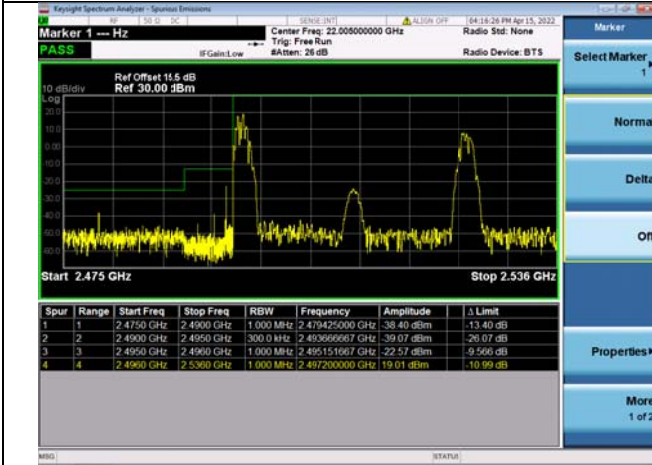 Keysight Spectrum Analyzer - Spurious Emissions
RF 50 Ω DC SENSE:INT ALIGN OFF 04:16:26 PM Apr 15, 2022
Marker 1 --- Hz
Center Freq: 22.005000000 GHz
Radio Std: None
Trig: Free Run
PASS
IFGain:Low
#Atten: 26 dB
Radio Device: BTS
Ref Offset 15.5 dB
10 dB/div
Ref 30.00 dBm
Log
20.0
10.0
0.00
-10.0
-20.0
-30.0
-40.0
-50.0
-60.0
Start 2.475 GHz
Stop 2.536 GHz
Spur Range Start Freq Stop Freq RBW Frequency Amplitude Δ Limit
1 1 2.4750 GHz 2.4900 GHz 1.000 MHz 2.479425000 GHz -38.40 dBm -13.40 dB
2 2 2.4900 GHz 2.4950 GHz 300.0 kHz 2.493666667 GHz -39.07 dBm -26.07 dB
3 3 2.4950 GHz 2.4960 GHz 1.000 MHz 2.495151667 GHz -22.57 dBm -9.566 dB
4 4 2.4960 GHz 2.5360 GHz 1.000 MHz 2.497200000 GHz 19.01 dBm -10.99 dB
MSG
STATUS
Marker
Select Marker
1
Norma
Delta
Off
Properties
More
1 of 2